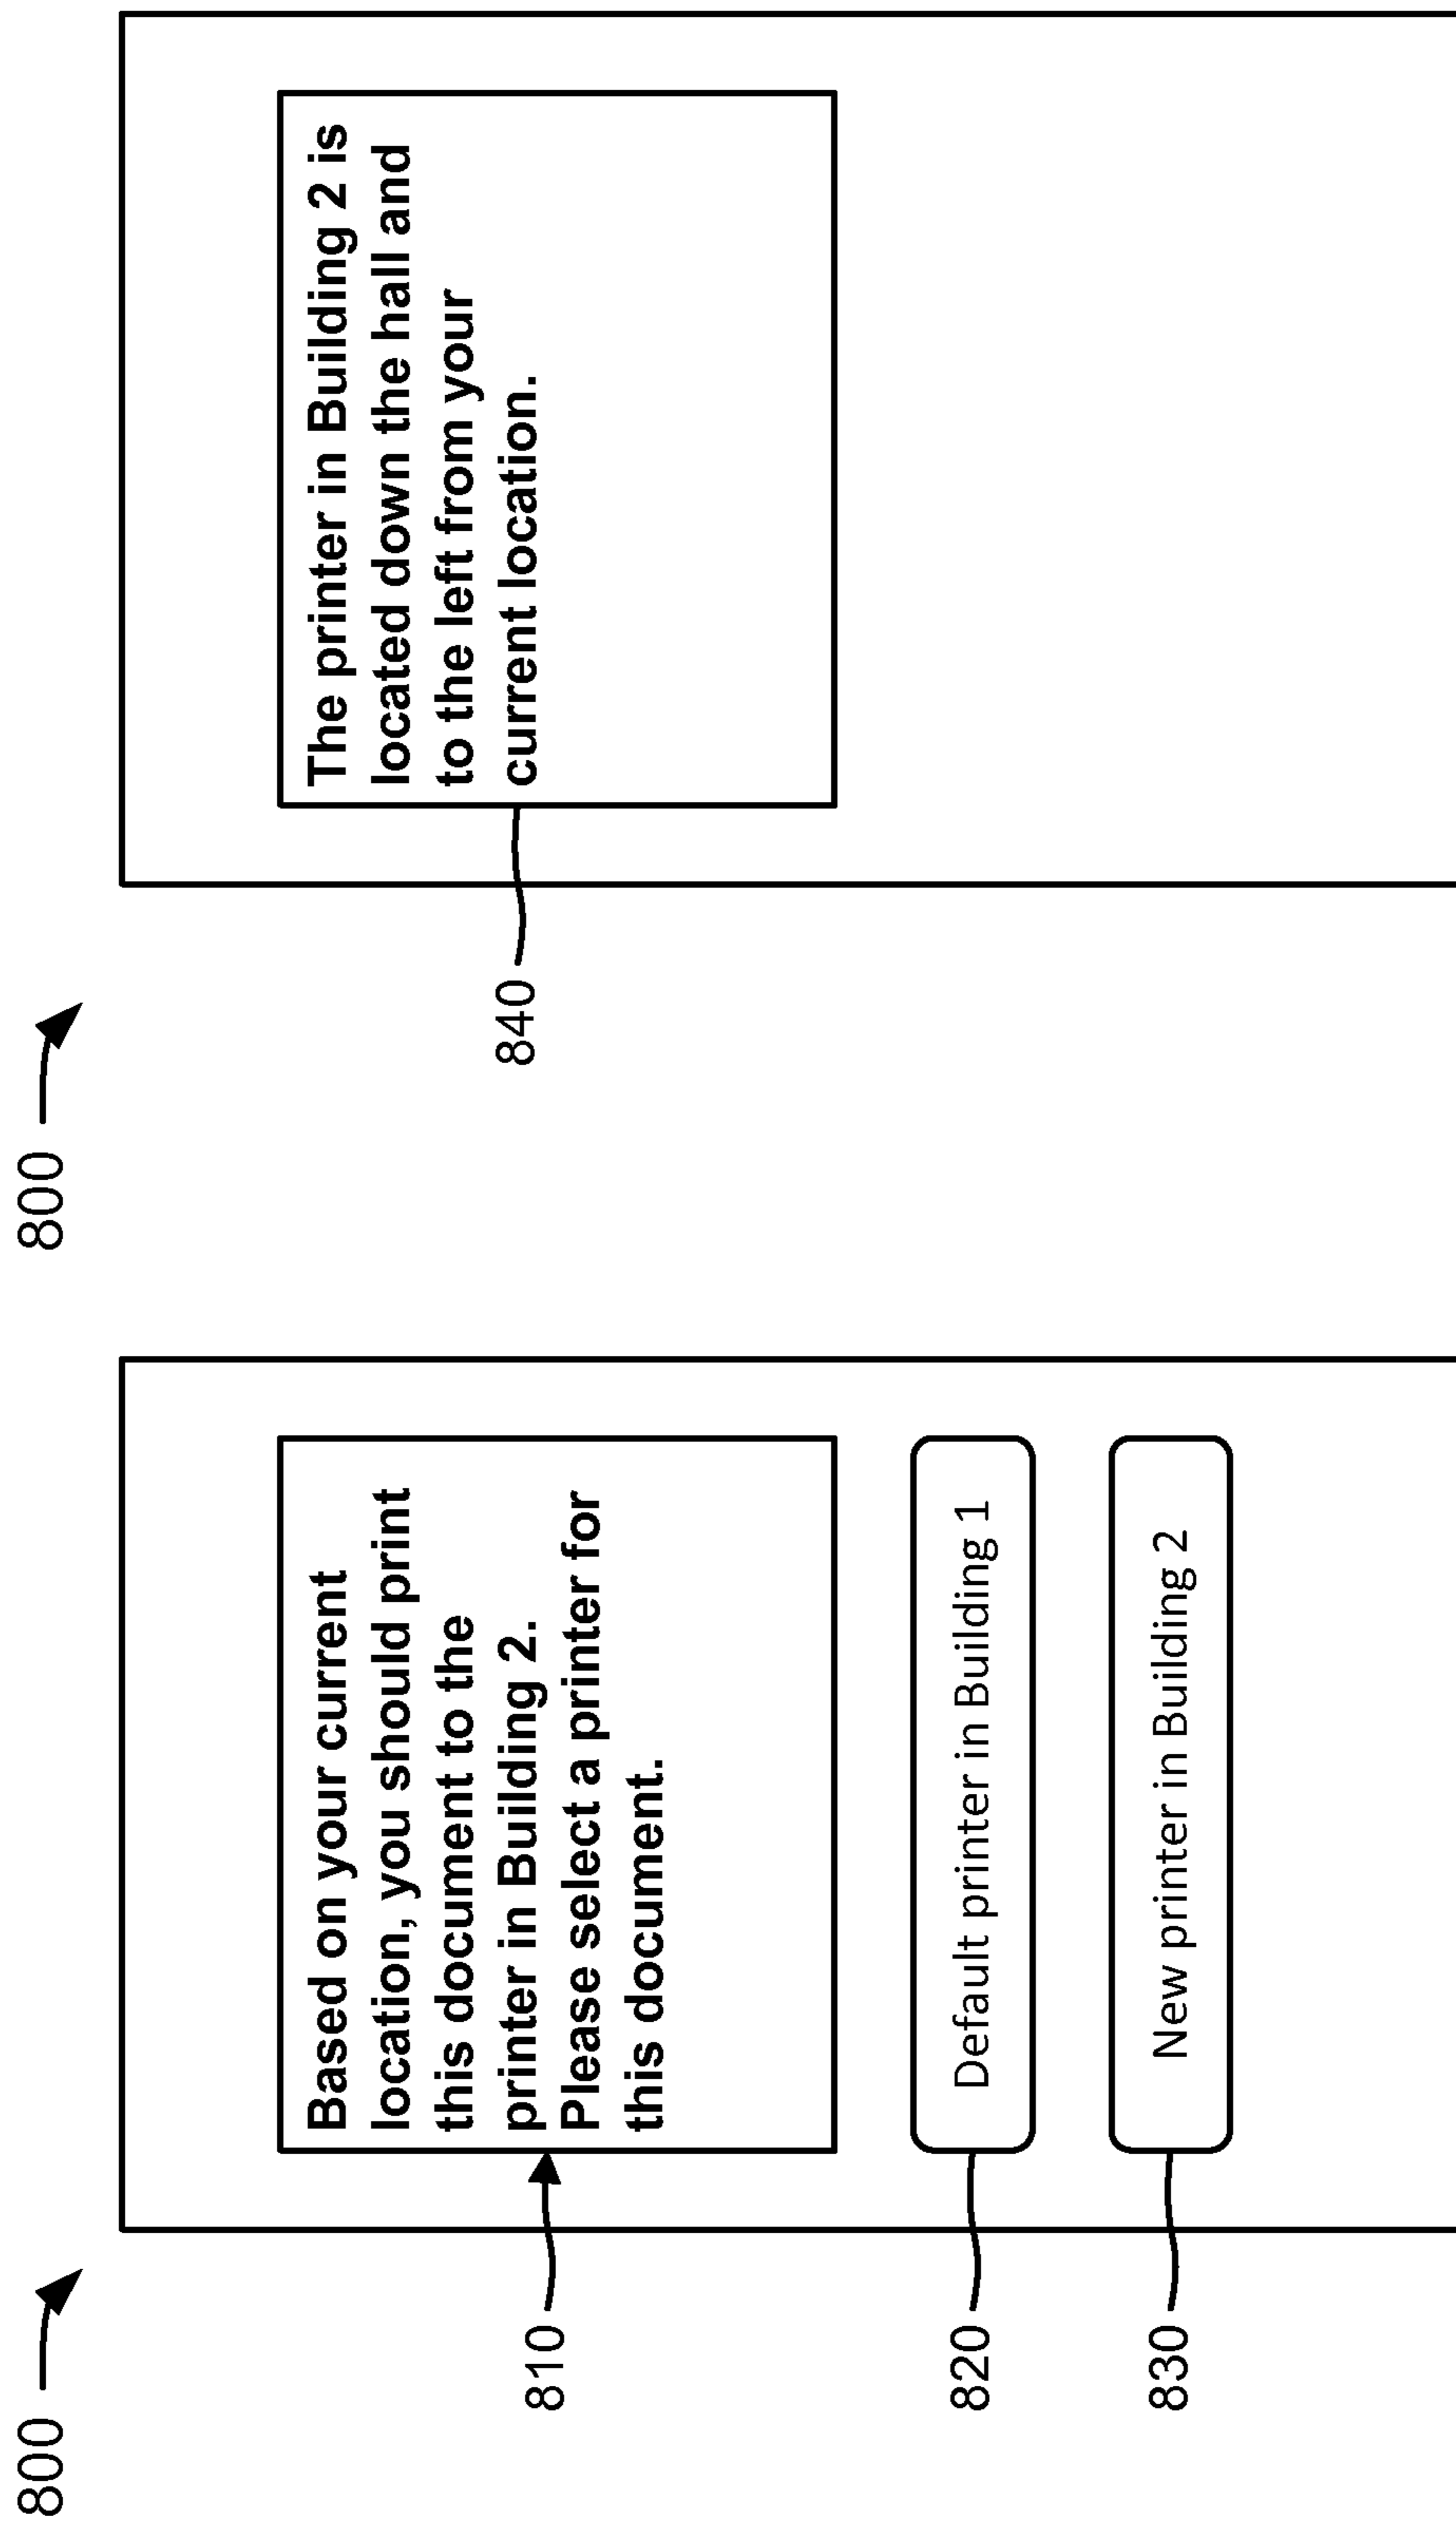 800
Based on your current
location, you should print
this document to the
printer in Building 2.
Please select a printer for
this document.
810
Default printer in Building 1
820
New printer in Building 2
830
800
The printer in Building 2 is
located down the hall and
to the left from your
current location.
840